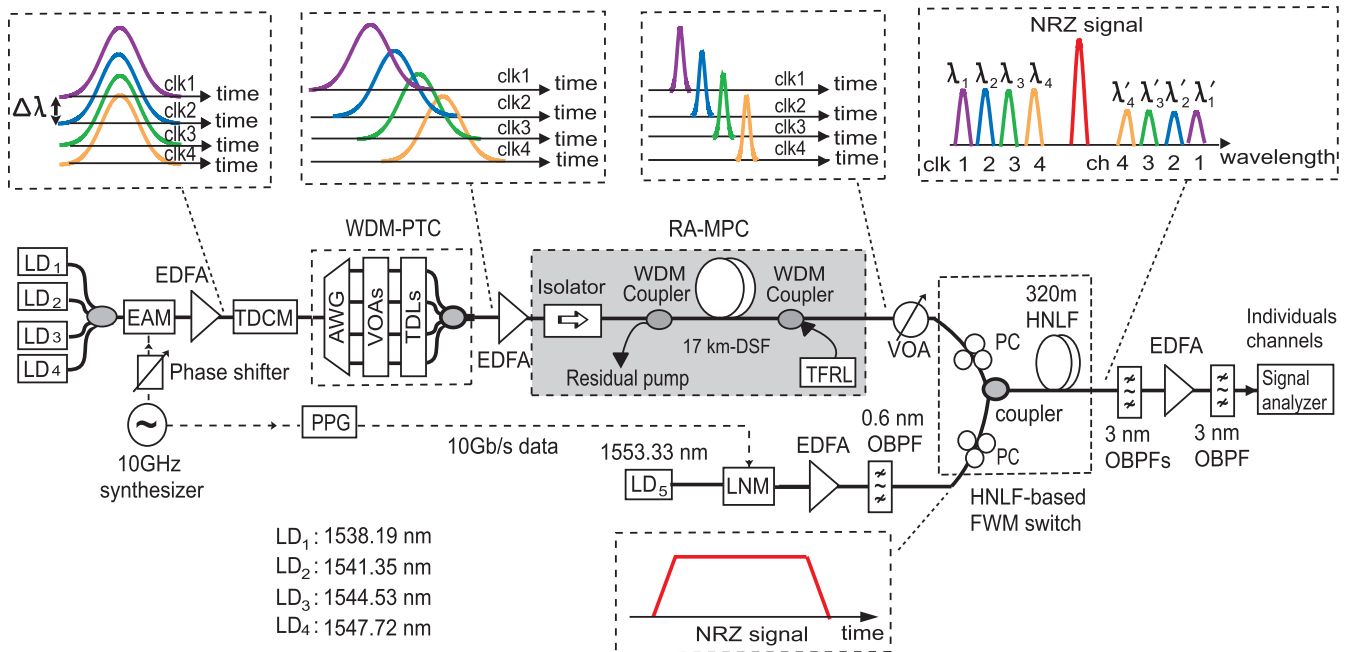 clk1
time
clk2
time
clk3
time
clk4
time
Δλ
clk1
time
clk2
time
clk3
time
clk4
time
clk1
time
clk2
time
clk3
time
clk4
time
NRZ signal
λ1 λ2 λ3 λ4
λ′4 λ′3 λ′2 λ′1
wavelength
clk 1 2 3 4 ch 4 3 2 1
WDM-PTC
RA-MPC
LD1
LD2
LD3
LD4
EAM
EDFA
TDCM
AWG
VOAs
TDLs
EDFA
Isolator
WDM
Coupler
17 km-DSF
WDM
Coupler
Residual pump
TFRL
VOA
PC
320m
HNLF
coupler
PC
HNLF-based
FWM switch
3 nm
OBPFs
EDFA
3 nm
OBPF
Individuals
channels
Signal
analyzer
Phase shifter
10GHz
synthesizer
PPG
10Gb/s data
1553.33 nm
LD5
LNM
EDFA
0.6 nm
OBPF
LD1 : 1538.19 nm
LD2 : 1541.35 nm
LD3 : 1544.53 nm
LD4 : 1547.72 nm
NRZ signal
time